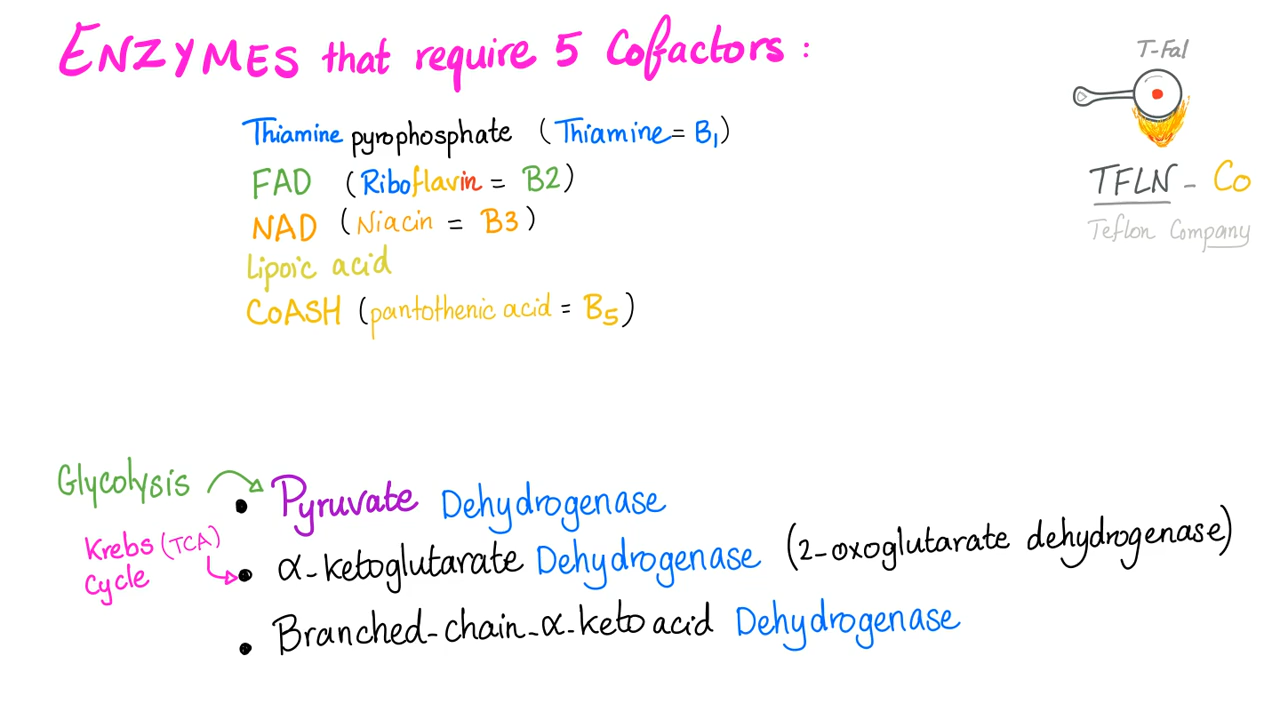 ENZYMES that require 5 Cofactors :
T-Fal
Thiamine pyrophosphate (Thiamine = B1)
FAD (Riboflavin = B2)
NAD (Niacin = B3)
Lipoic acid
CoASH (pantothenic acid = B5)
TFLN - Co
Teflon Company
Glycolysis
• Pyruvate Dehydrogenase
Krebs (TCA)
Cycle
• α-ketoglutarate Dehydrogenase (2-oxoglutarate dehydrogenase)
• Branched-chain-α-keto acid Dehydrogenase